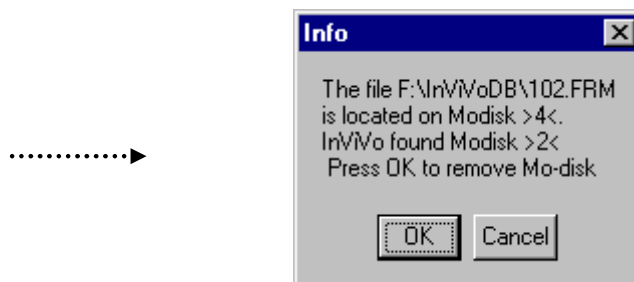 Info
The file F:\InViVoDB\102.FRM
is located on Modisk >4<.
InViVo found Modisk >2<
Press OK to remove Mo-disk
OK Cancel